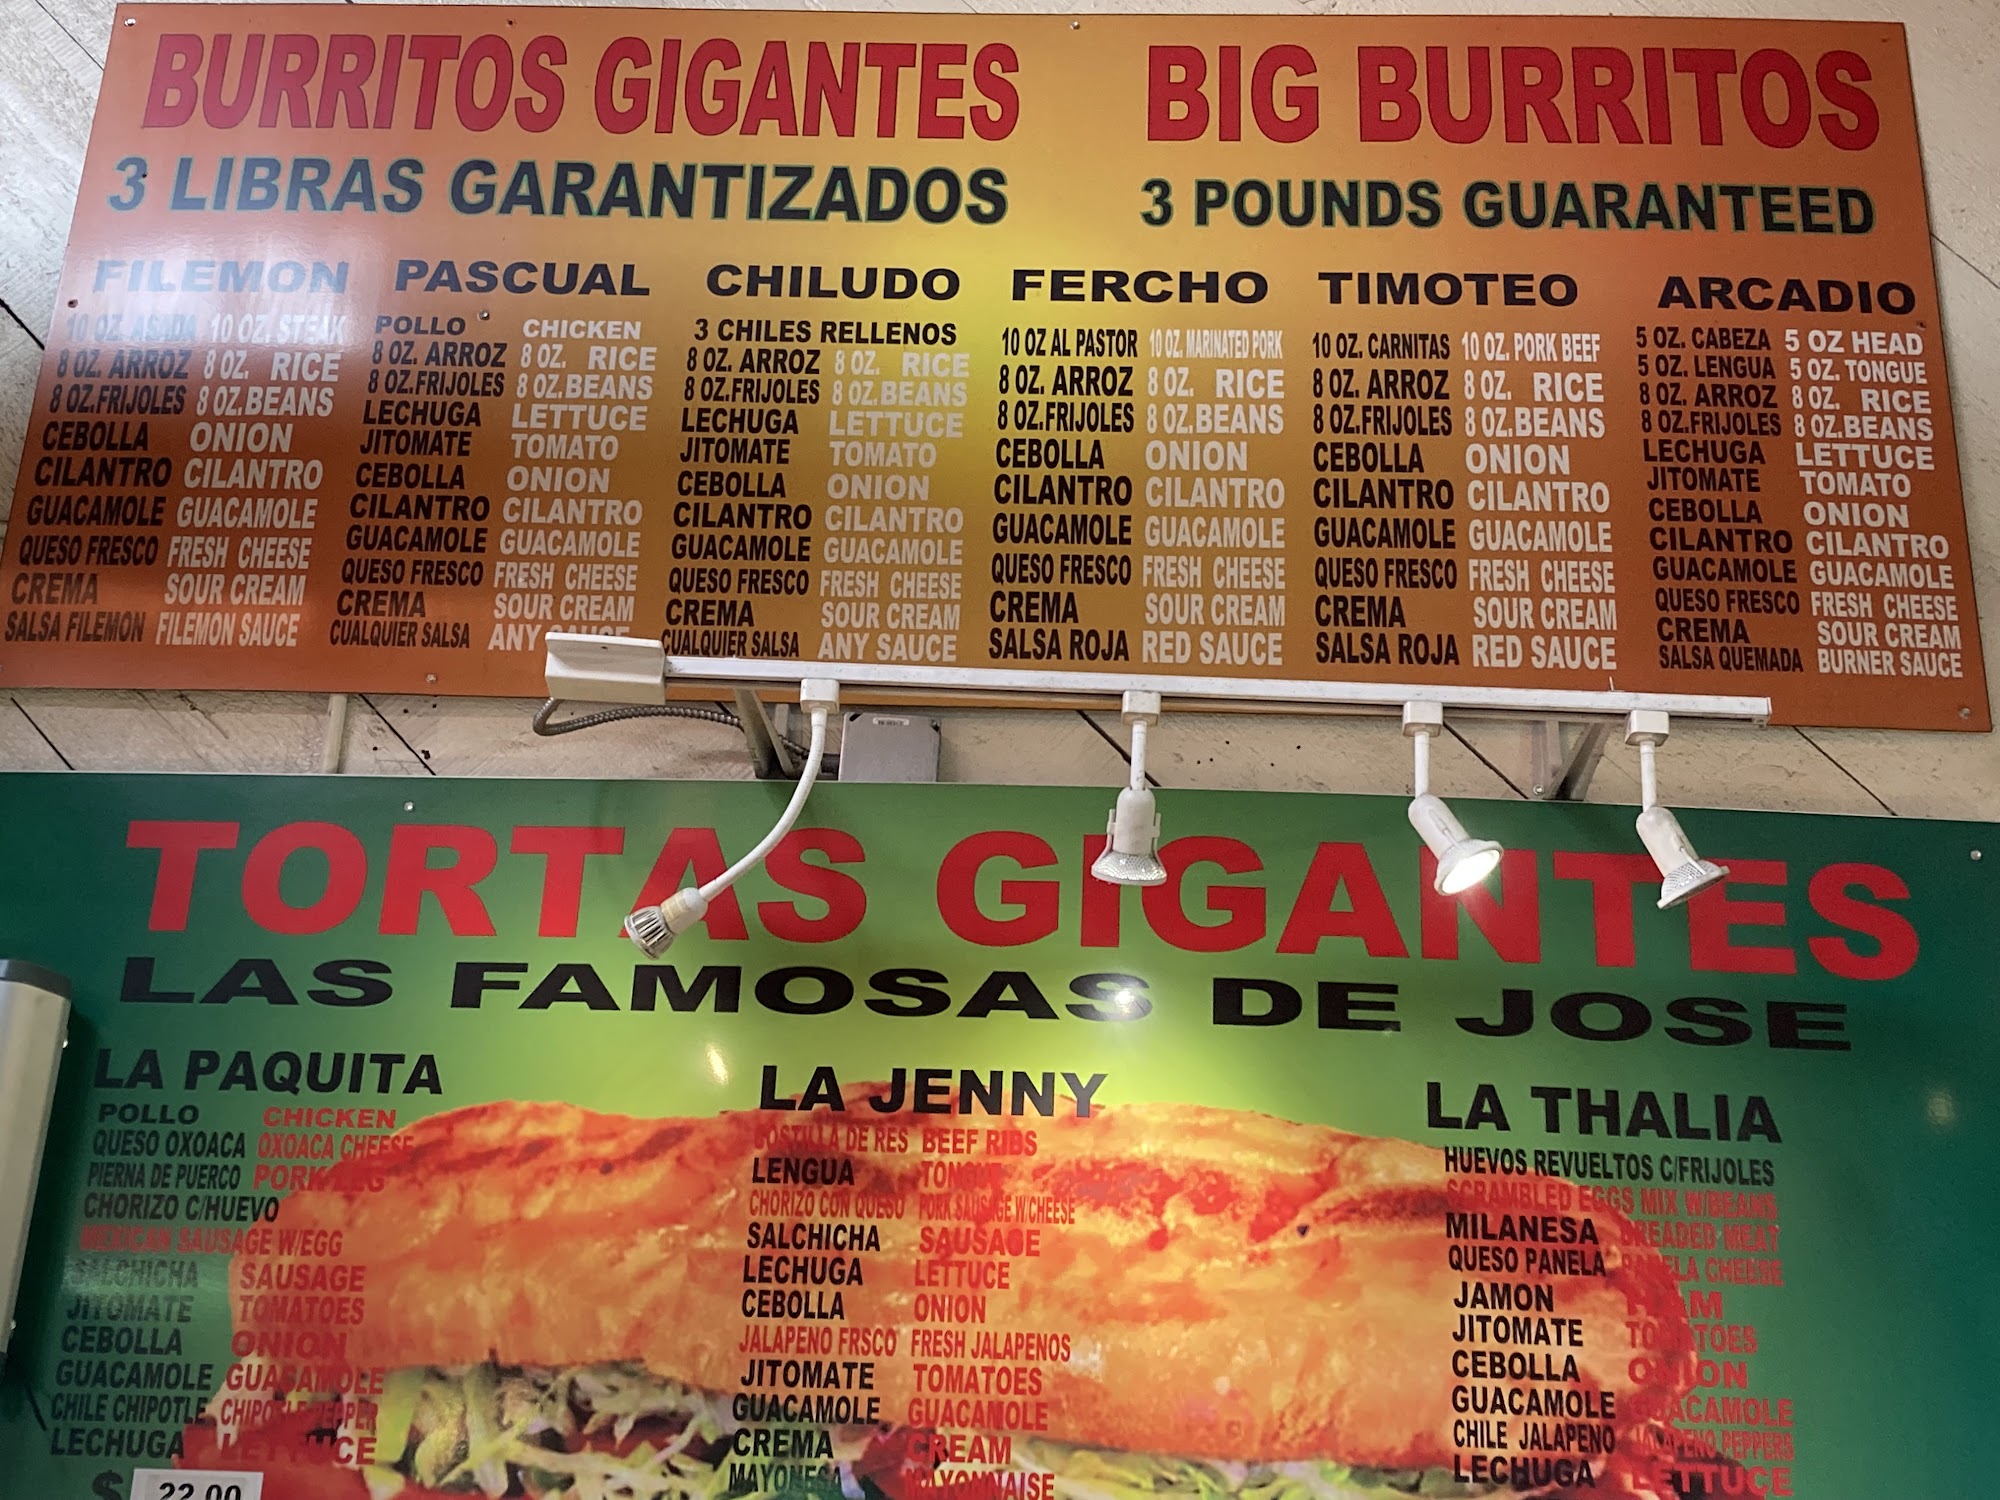 BURRITOS GIGANTES
3 LIBRAS GARANTIZADOS
BIG BURRITOS
3 POUNDS GUARANTEED
FILEMON
10 OZ. ASADA 10 OZ. STEAK
8 OZ. ARROZ 8 OZ. RICE
8 OZ.FRIJOLES 8 OZ.BEANS
CEBOLLA ONION
CILANTRO CILANTRO
GUACAMOLE GUACAMOLE
QUESO FRESCO FRESH CHEESE
CREMA SOUR CREAM
SALSA FILEMON FILEMON SAUCE
PASCUAL
POLLO CHICKEN
8 OZ. ARROZ 8 OZ. RICE
8 OZ.FRIJOLES 8 OZ.BEANS
LECHUGA LETTUCE
JITOMATE TOMATO
CEBOLLA ONION
CILANTRO CILANTRO
GUACAMOLE GUACAMOLE
QUESO FRESCO FRESH CHEESE
CREMA SOUR CREAM
CUALQUIER SALSA ANY SAUCE
CHILUDO
3 CHILES RELLENOS
8 OZ. ARROZ 8 OZ. RICE
8 OZ.FRIJOLES 8 OZ.BEANS
LECHUGA LETTUCE
JITOMATE TOMATO
CEBOLLA ONION
CILANTRO CILANTRO
GUACAMOLE GUACAMOLE
QUESO FRESCO FRESH CHEESE
CREMA SOUR CREAM
CUALQUIER SALSA ANY SAUCE
FERCHO
10 OZ AL PASTOR 10 OZ. MARINATED PORK
8 OZ. ARROZ 8 OZ. RICE
8 OZ.FRIJOLES 8 OZ.BEANS
CEBOLLA ONION
CILANTRO CILANTRO
GUACAMOLE GUACAMOLE
QUESO FRESCO FRESH CHEESE
CREMA SOUR CREAM
SALSA ROJA RED SAUCE
TIMOTEO
10 OZ. CARNITAS 10 OZ. PORK BEEF
8 OZ. ARROZ 8 OZ. RICE
8 OZ.FRIJOLES 8 OZ.BEANS
CEBOLLA ONION
CILANTRO CILANTRO
GUACAMOLE GUACAMOLE
QUESO FRESCO FRESH CHEESE
CREMA SOUR CREAM
SALSA ROJA RED SAUCE
ARCADIO
5 OZ. CABEZA 5 OZ HEAD
5 OZ. LENGUA 5 OZ. TONGUE
8 OZ. ARROZ 8 OZ. RICE
8 OZ.FRIJOLES 8 OZ.BEANS
LECHUGA LETTUCE
JITOMATE TOMATO
CEBOLLA ONION
CILANTRO CILANTRO
GUACAMOLE GUACAMOLE
QUESO FRESCO FRESH CHEESE
CREMA SOUR CREAM
SALSA QUEMADA BURNER SAUCE
TORTAS GIGANTES
LAS FAMOSAS DE JOSE
LA PAQUITA
POLLO CHICKEN
QUESO OXOACA OXOACA CHEESE
PIERNA DE PUERCO PORK LEG
CHORIZO C/HUEVO
MEXICAN SAUSAGE W/EGG
SALCHICHA SAUSAGE
JITOMATE TOMATOES
CEBOLLA ONION
GUACAMOLE GUACAMOLE
CHILE CHIPOTLE CHIPOTLE PEPPER
LECHUGA LETTUCE
$ 22.00
LA JENNY
COSTILLA DE RES BEEF RIBS
LENGUA TONGUE
CHORIZO CON QUESO PORK SAUSAGE W/CHEESE
SALCHICHA SAUSAGE
LECHUGA LETTUCE
CEBOLLA ONION
JALAPENO FRSCO FRESH JALAPENOS
JITOMATE TOMATOES
GUACAMOLE GUACAMOLE
CREMA CREAM
MAYONESA MAYONNAISE
LA THALIA
HUEVOS REVUELTOS C/FRIJOLES
SCRAMBLED EGGS MIX W/BEANS
MILANESA BREADED MEAT
QUESO PANELA PANELA CHEESE
JAMON HAM
JITOMATE TOMATOES
CEBOLLA ONION
GUACAMOLE GUACAMOLE
CHILE JALAPENO JALAPENO PEPPERS
LECHUGA LETTUCE